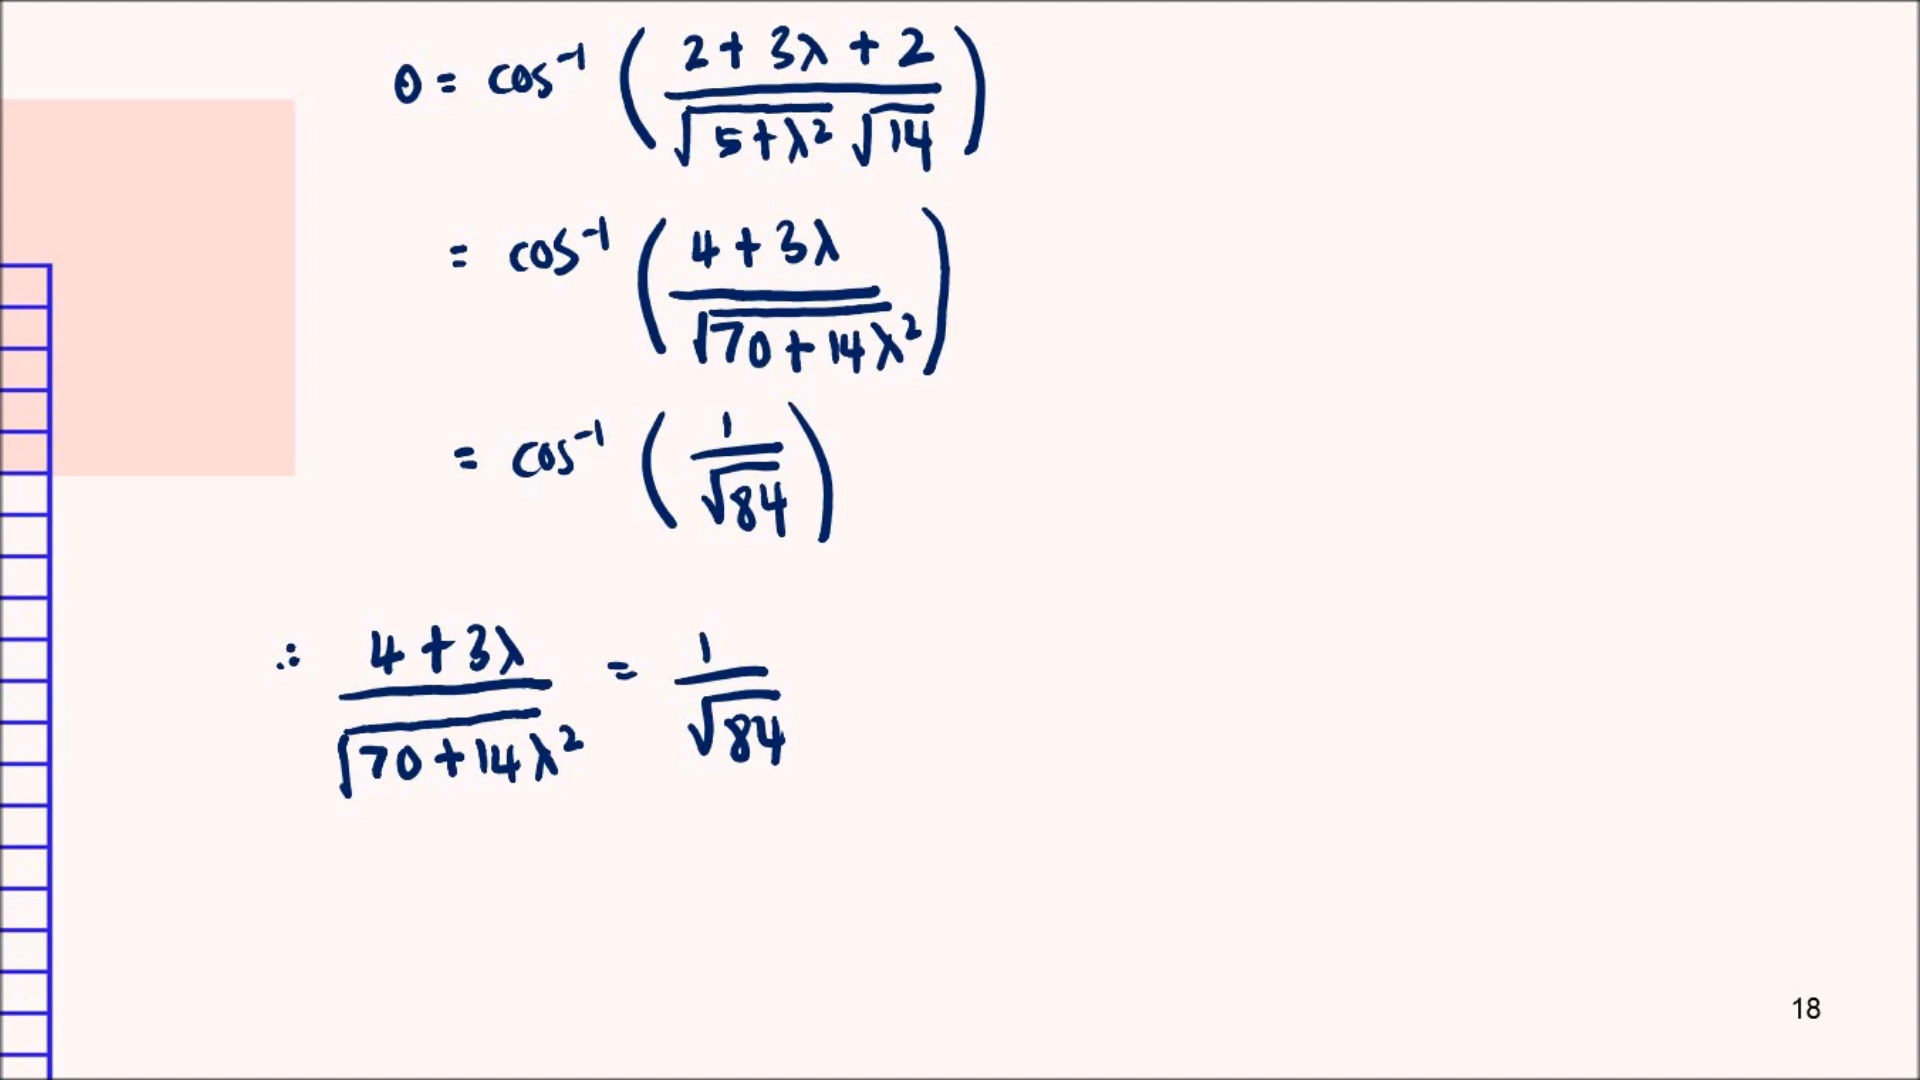 θ = cos⁻¹ ( (2 + 3λ + 2) / (√(5 + λ²) √14) )
= cos⁻¹ ( (4 + 3λ) / √(70 + 14λ²) )
= cos⁻¹ ( 1 / √84 )
∴ (4 + 3λ) / √(70 + 14λ²) = 1 / √84
18